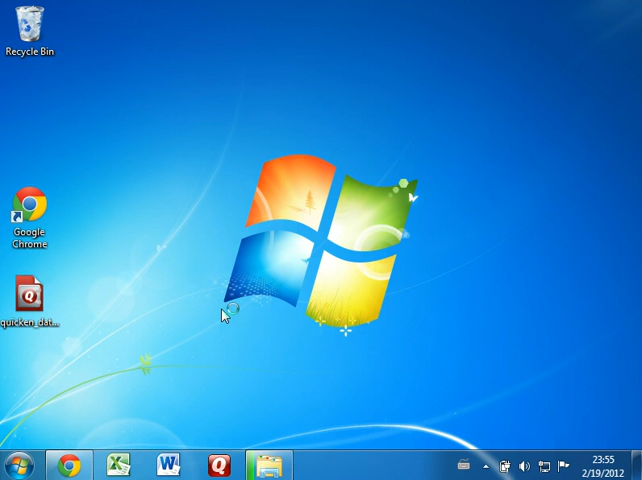 Recycle Bin
Google
Chrome
quicken_dat...
23:55
2/19/2012